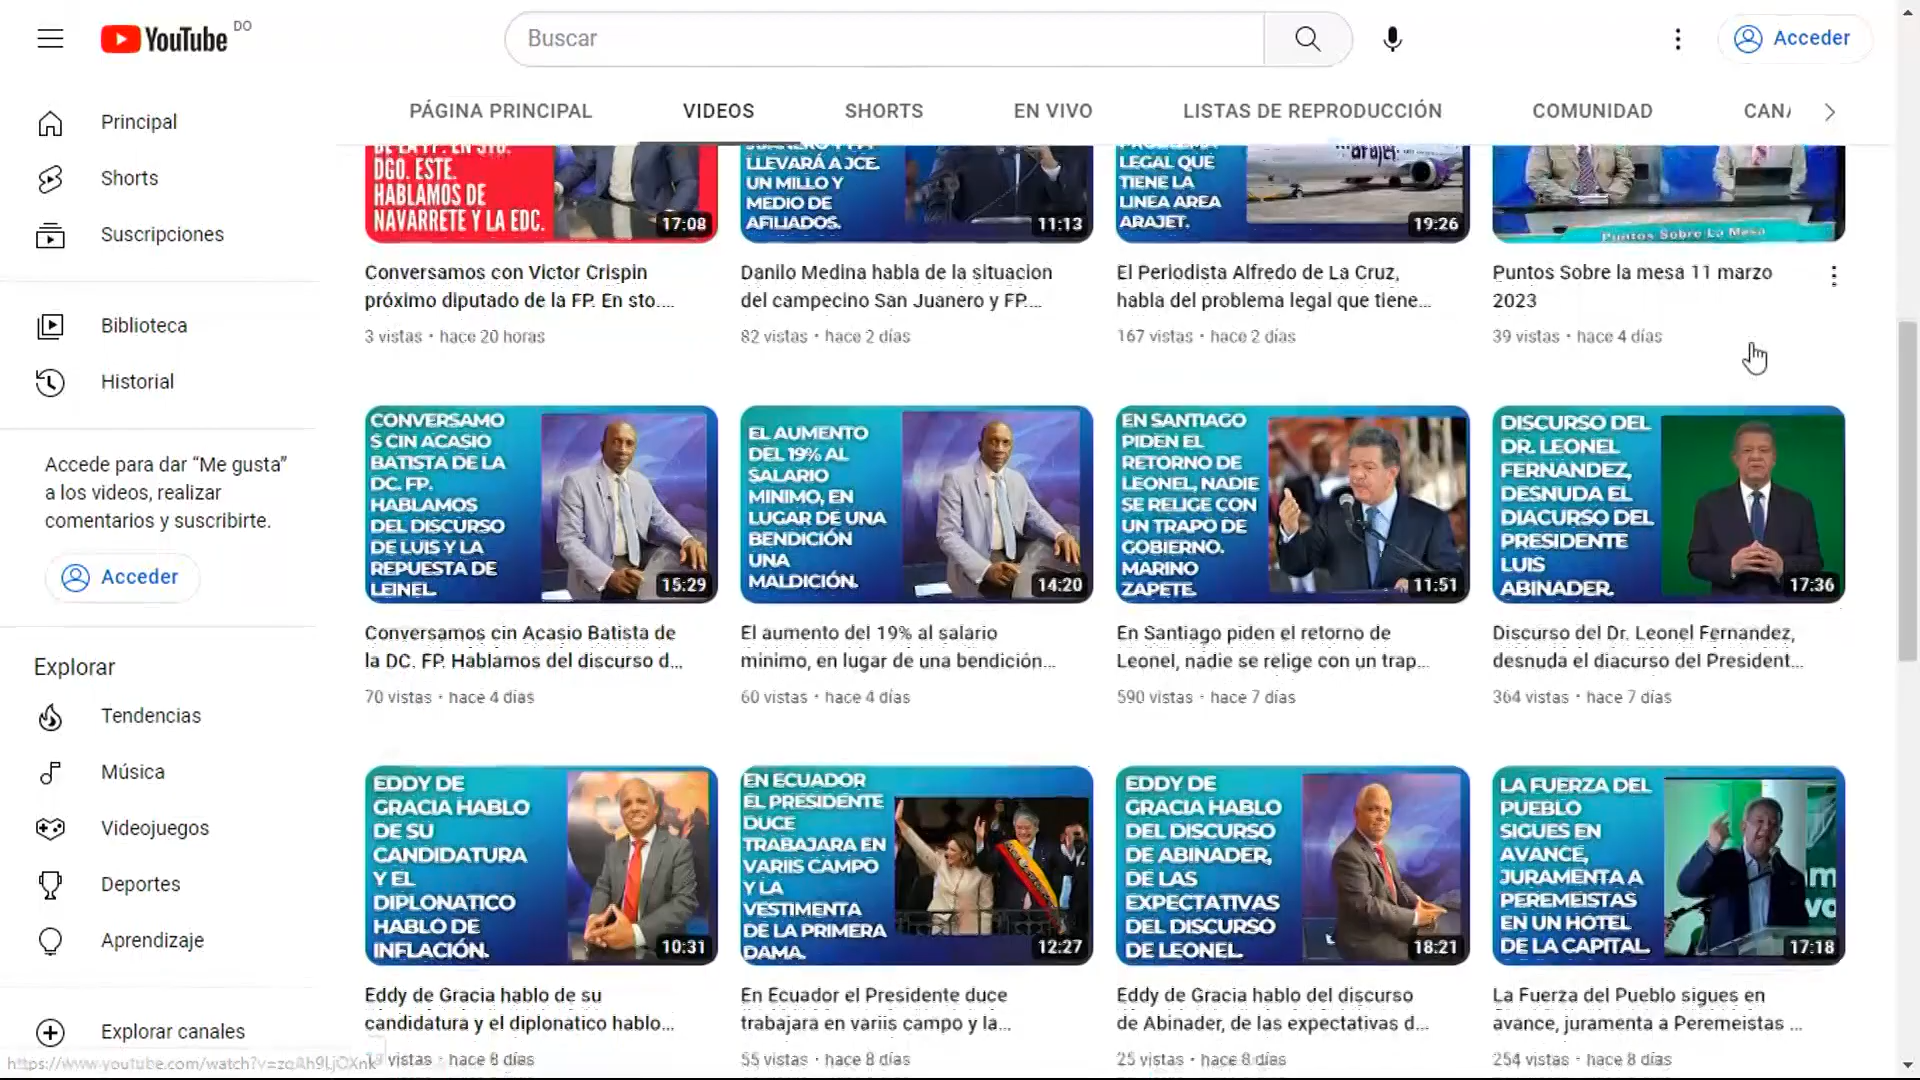 YouTube DO
Buscar
Acceder
PÁGINA PRINCIPAL
VIDEOS
SHORTS
EN VIVO
LISTAS DE REPRODUCCIÓN
COMUNIDAD
Principal
Shorts
Suscripciones
Biblioteca
Historial
Accede para dar “Me gusta”
a los videos, realizar
comentarios y suscribirte.
Acceder
Explorar
Tendencias
Música
Videojuegos
Deportes
Aprendizaje
Explorar canales
DE LA FP. EN STO.
DGO. ESTE.
HABLAMOS DE
NAVARRETE Y LA EDC.
17:08
Conversamos con Victor Crispin
próximo diputado de la FP. En sto....
3 vistas • hace 20 horas
LLEVARÁ A JCE.
UN MILLO Y
MEDIO DE
AFILIADOS.
11:13
Danilo Medina habla de la situacion
del campecino San Juanero y FP....
82 vistas • hace 2 días
LEGAL QUE
TIENE LA
LINEA AREA
ARAJET.
arajet
19:26
El Periodista Alfredo de La Cruz,
habla del problema legal que tiene...
167 vistas • hace 2 días
Puntos Sobre La Mesa
Puntos Sobre la mesa 11 marzo
2023
39 vistas • hace 4 días
CONVERSAMO
S CIN ACASIO
BATISTA DE LA
DC. FP.
HABLAMOS
DEL DISCURSO
DE LUIS Y LA
REPUESTA DE
LEINEL.
15:29
Conversamos cin Acasio Batista de
la DC. FP. Hablamos del discurso d...
70 vistas • hace 4 días
EL AUMENTO
DEL 19% AL
SALARIO
MINIMO, EN
LUGAR DE UNA
BENDICIÓN
UNA
MALDICIÓN.
14:20
El aumento del 19% al salario
minimo, en lugar de una bendición...
60 vistas • hace 4 días
EN SANTIAGO
PIDEN EL
RETORNO DE
LEONEL, NADIE
SE RELIGE CON
UN TRAPO DE
GOBIERNO.
MARINO
ZAPETE.
11:51
En Santiago piden el retorno de
Leonel, nadie se relige con un trap...
590 vistas • hace 7 días
DISCURSO DEL
DR. LEONEL
FERNANDEZ,
DESNUDA EL
DIACURSO DEL
PRESIDENTE
LUIS
ABINADER.
17:36
Discurso del Dr. Leonel Fernandez,
desnuda el diacurso del President...
364 vistas • hace 7 días
EDDY DE
GRACIA HABLO
DE SU
CANDIDATURA
Y EL
DIPLONATICO
HABLO DE
INFLACIÓN.
10:31
Eddy de Gracia hablo de su
candidatura y el diplonatico hablo...
vistas • hace 8 días
EN ECUADOR
EL PRESIDENTE
DUCE
TRABAJARA EN
VARIIS CAMPO
Y LA
VESTIMENTA
DE LA PRIMERA
DAMA.
12:27
En Ecuador el Presidente duce
trabajara en variis campo y la...
55 vistas • hace 8 días
EDDY DE
GRACIA HABLO
DEL DISCURSO
DE ABINADER,
DE LAS
EXPECTATIVAS
DEL DISCURSO
DE LEONEL.
18:21
Eddy de Gracia hablo del discurso
de Abinader, de las expectativas d...
25 vistas • hace 8 días
LA FUERZA DEL
PUEBLO
SIGUES EN
AVANCE,
JURAMENTA A
PEREMEISTAS
EN UN HOTEL
DE LA CAPITAL.
17:18
La Fuerza del Pueblo sigues en
avance, juramenta a Peremeistas ...
254 vistas • hace 8 días